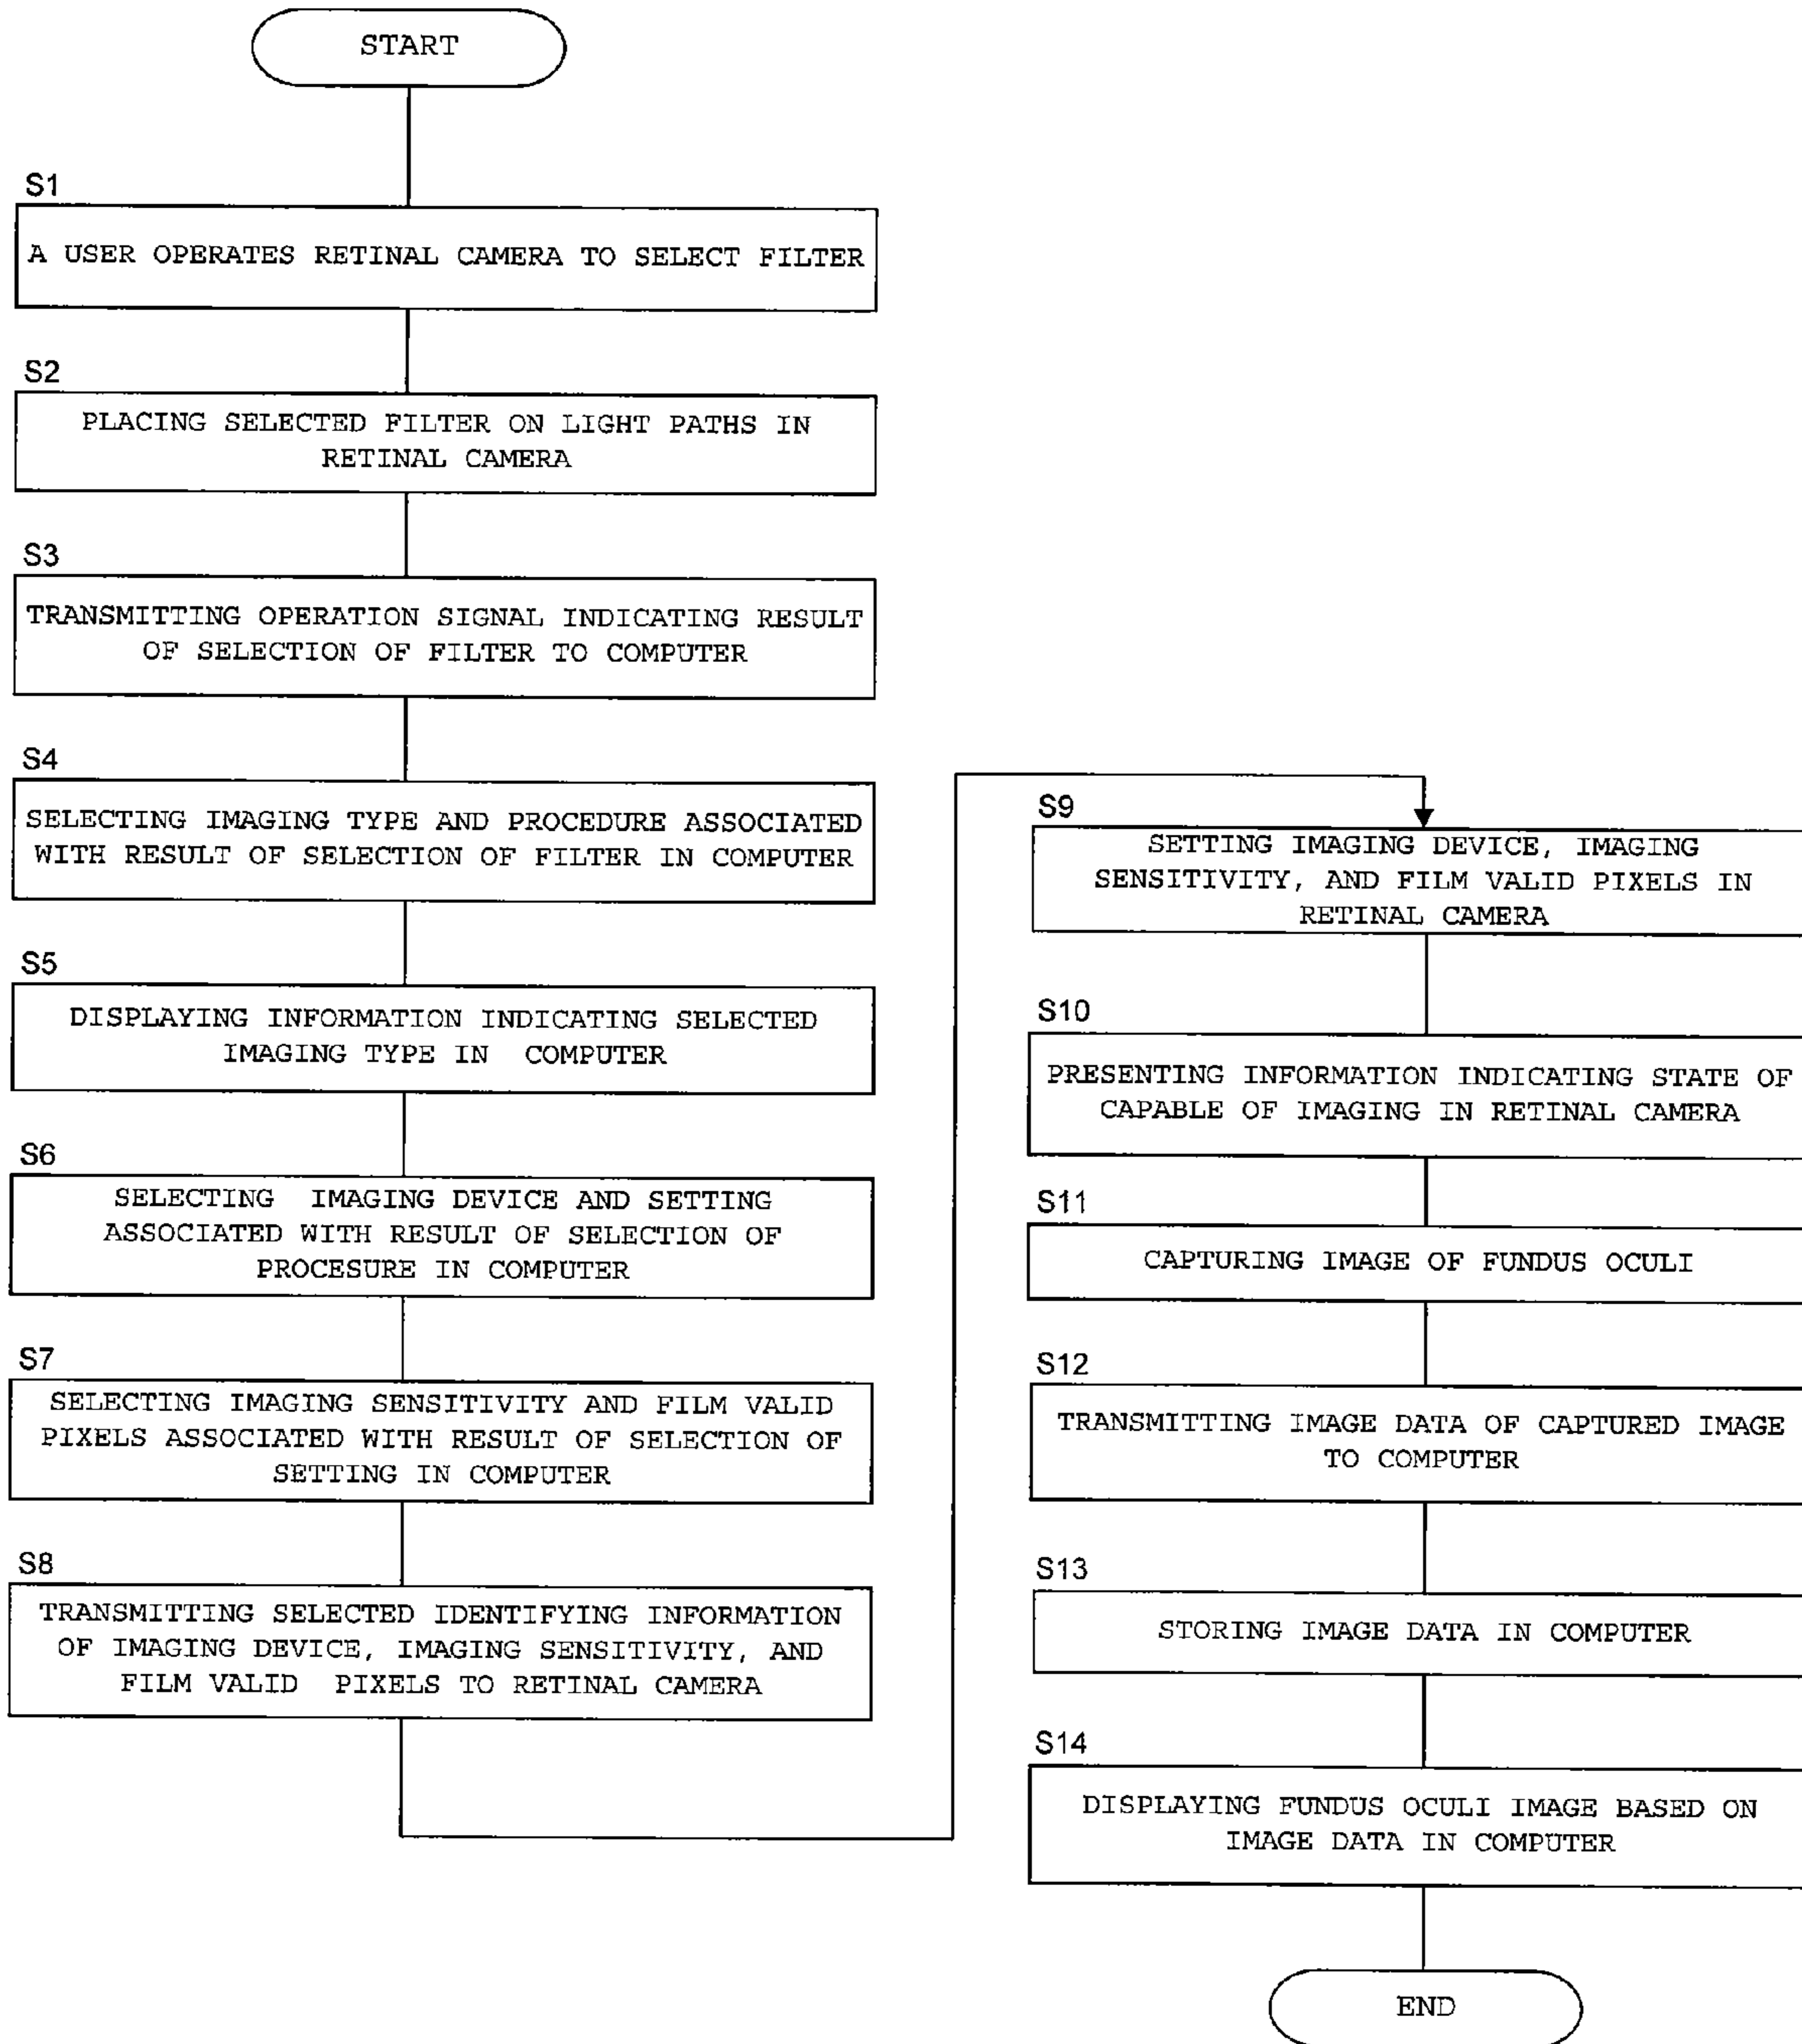 START
S1
A USER OPERATES RETINAL CAMERA TO SELECT FILTER
S2
PLACING SELECTED FILTER ON LIGHT PATHS IN
RETINAL CAMERA
S3
TRANSMITTING OPERATION SIGNAL INDICATING RESULT
OF SELECTION OF FILTER TO COMPUTER
S4
SELECTING IMAGING TYPE AND PROCEDURE ASSOCIATED
WITH RESULT OF SELECTION OF FILTER IN COMPUTER
S5
DISPLAYING INFORMATION INDICATING SELECTED
IMAGING TYPE IN COMPUTER
S6
SELECTING IMAGING DEVICE AND SETTING
ASSOCIATED WITH RESULT OF SELECTION OF
PROCESURE IN COMPUTER
S7
SELECTING IMAGING SENSITIVITY AND FILM VALID
PIXELS ASSOCIATED WITH RESULT OF SELECTION OF
SETTING IN COMPUTER
S8
TRANSMITTING SELECTED IDENTIFYING INFORMATION
OF IMAGING DEVICE, IMAGING SENSITIVITY, AND
FILM VALID PIXELS TO RETINAL CAMERA
S9
SETTING IMAGING DEVICE, IMAGING
SENSITIVITY, AND FILM VALID PIXELS IN
RETINAL CAMERA
S10
PRESENTING INFORMATION INDICATING STATE OF
CAPABLE OF IMAGING IN RETINAL CAMERA
S11
CAPTURING IMAGE OF FUNDUS OCULI
S12
TRANSMITTING IMAGE DATA OF CAPTURED IMAGE
TO COMPUTER
S13
STORING IMAGE DATA IN COMPUTER
S14
DISPLAYING FUNDUS OCULI IMAGE BASED ON
IMAGE DATA IN COMPUTER
END